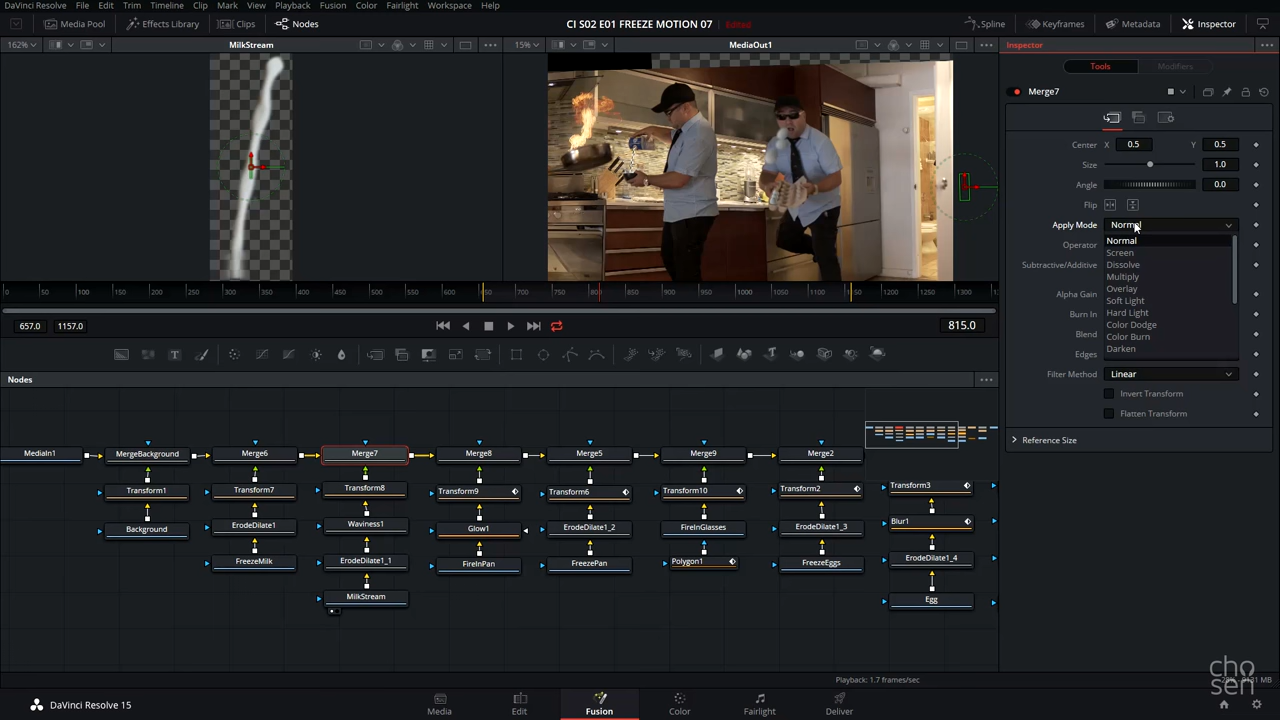 DaVinci Resolve File Edit Trim Timeline Clip Mark View Playback Fusion Color Fairlight Workspace Help
Media Pool Effects Library Clips Nodes CI S02 E01 FREEZE MOTION 07 Edited Spline Keyframes Metadata Inspector
162% MilkStream 15% MediaOut1 Inspector
Tools Modifiers
Merge7
Center X 0.5 Y 0.5
Size 1.0
Angle 0.0
Flip
Apply Mode Normal
Operator Normal
Screen
Subtractive/Additive Dissolve
Multiply
Alpha Gain Overlay
Soft Light
Burn In Hard Light
Blend Color Dodge
Color Burn
Edges Darken
Filter Method Linear
Invert Transform
Flatten Transform
Reference Size
0 50 100 150 200 250 300 350 400 450 500 550 600 650 700 750 850 900 950 1000 1050 1100 1200 1250 1300
657.0 1157.0 815.0
Nodes
MediaIn1 MergeBackground Merge6 Merge7 Merge8 Merge5 Merge9 Merge2
Transform1 Transform7 Transform8 Transform9 Transform6 Transform10 Transform2 Transform3
Background ErodeDilate1 Waviness1 Glow1 ErodeDilate1_2 FireInGlasses ErodeDilate1_3 Blur1
FreezeMilk ErodeDilate1_1 FireInPan FreezePan Polygon1 FreezeEggs ErodeDilate1_4
MilkStream Egg
Playback: 1.7 frames/sec
cho
sen
DaVinci Resolve 15 Media Edit Fusion Color Fairlight Deliver